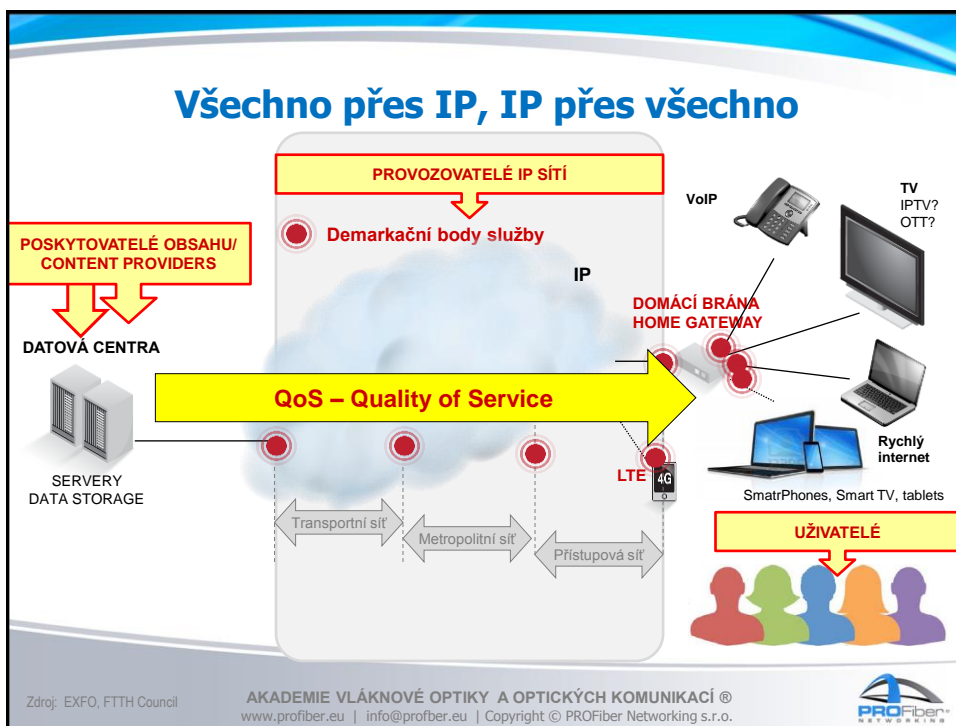 Všechno přes IP, IP přes všechno
PROVOZOVATELÉ IP SÍTÍ
Demarkační body služby
POSKYTOVATELÉ OBSAHU/
CONTENT PROVIDERS
DATOVÁ CENTRA
SERVERY
DATA STORAGE
IP
VoIP
TV
IPTV?
OTT?
DOMÁCÍ BRÁNA
HOME GATEWAY
QoS – Quality of Service
LTE
4G
Rychlý
internet
SmatrPhones, Smart TV, tablets
Transportní síť
Metropolitní síť
Přístupová síť
UŽIVATELÉ
Zdroj: EXFO, FTTH Council
AKADEMIE VLÁKNOVÉ OPTIKY A OPTICKÝCH KOMUNIKACÍ ®
www.profiber.eu | info@profber.eu | Copyright © PROFiber Networking s.r.o.
PROFiber®
NETWORKING